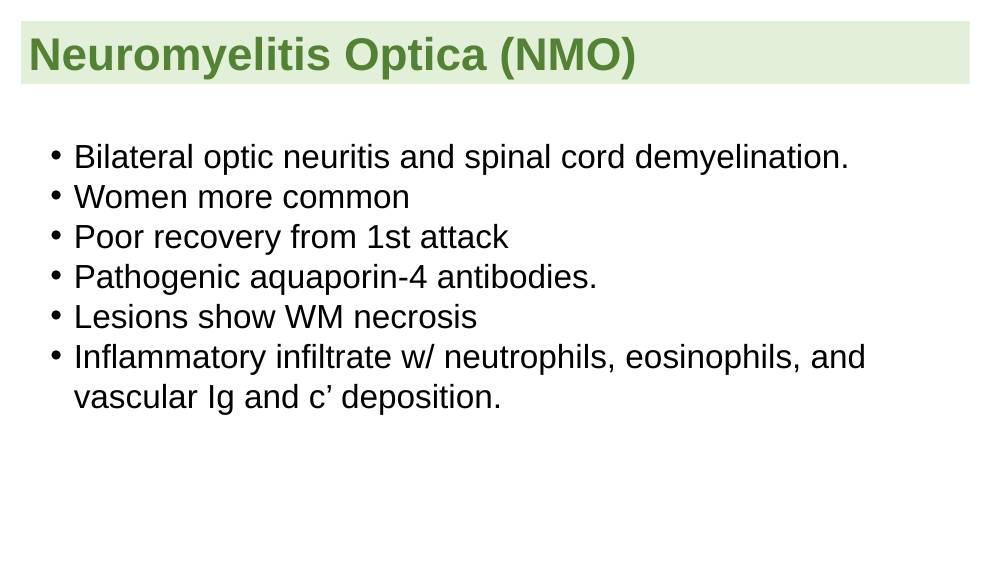 Neuromyelitis Optica (NMO)
• Bilateral optic neuritis and spinal cord demyelination.
• Women more common
• Poor recovery from 1st attack
• Pathogenic aquaporin-4 antibodies.
• Lesions show WM necrosis
• Inflammatory infiltrate w/ neutrophils, eosinophils, and
vascular Ig and c’ deposition.